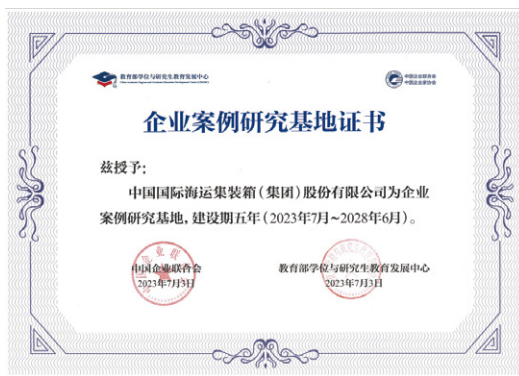 教育部学位与研究生教育发展中心
中国企业联合会
中国企业家协会
企业案例研究基地证书
兹授予:
中国国际海运集装箱(集团)股份有限公司为企业
案例研究基地,建设期五年(2023年7月~2028年6月)。
中国企业联合会
2023年7月3日
教育部学位与研究生教育发展中心
2023年7月3日